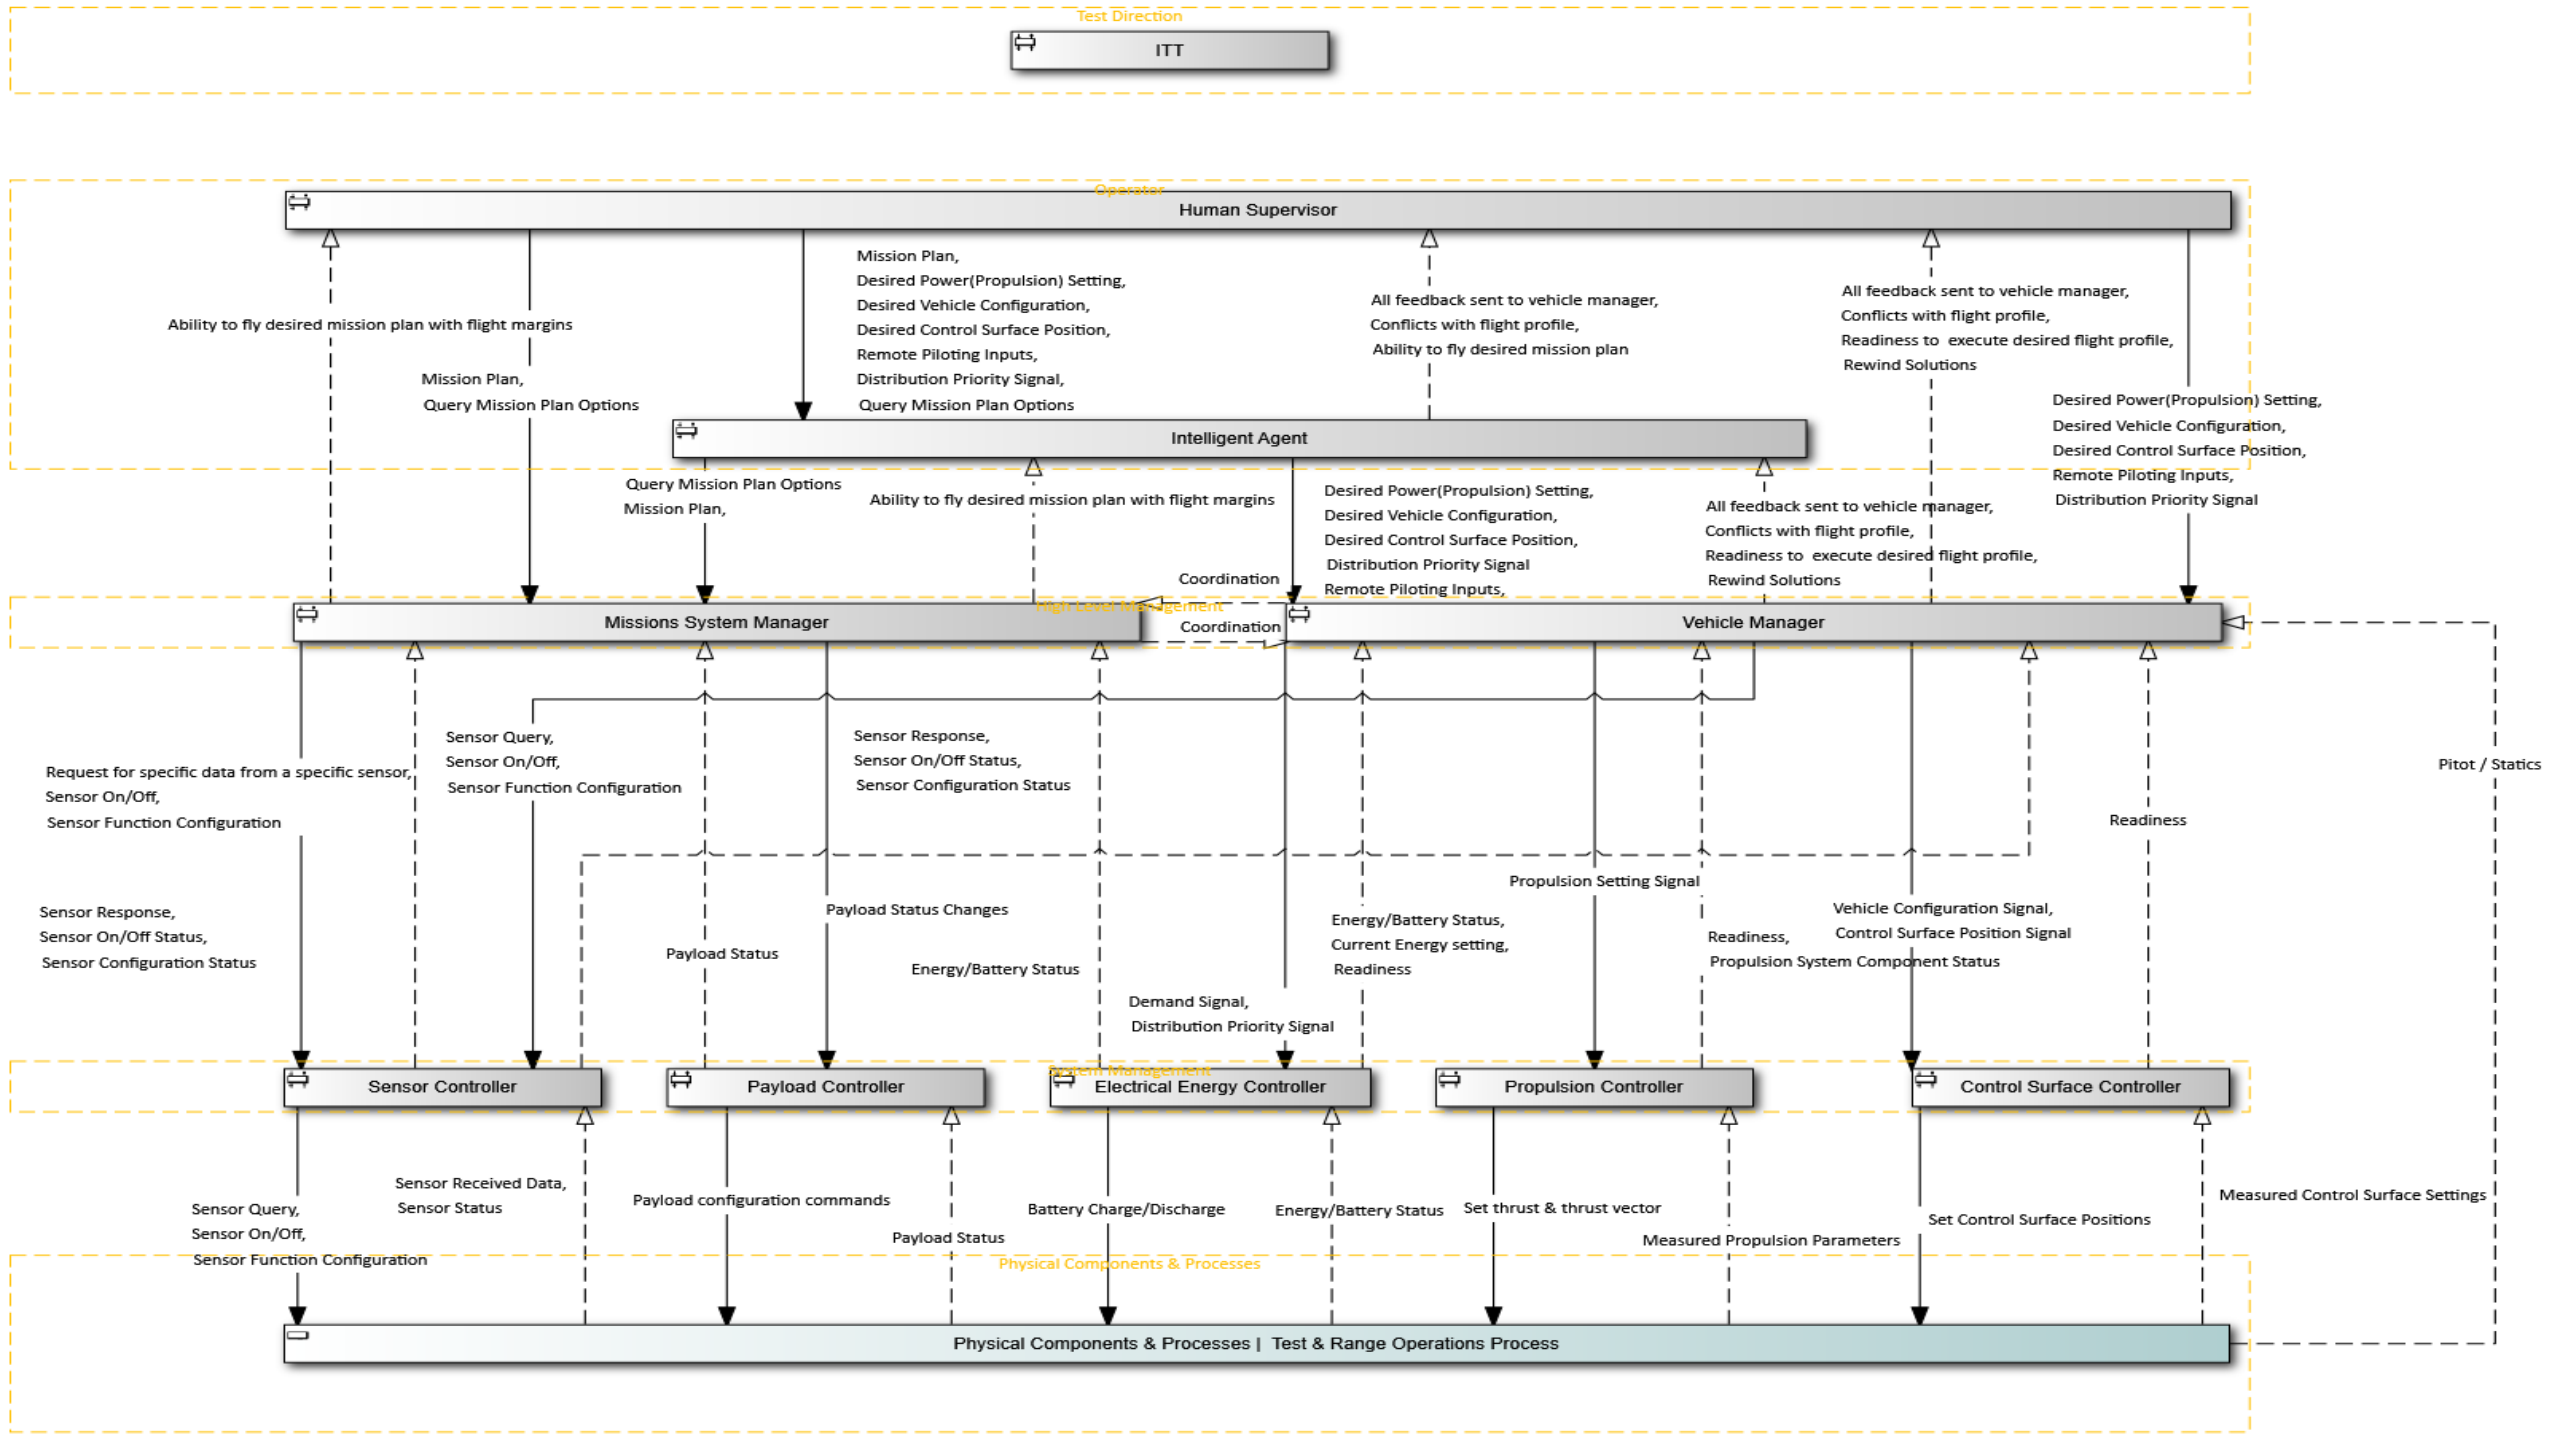 Test Direction
ITT
Operator
Human Supervisor
Ability to fly desired mission plan with flight margins
Mission Plan,
Query Mission Plan Options
Mission Plan,
Desired Power(Propulsion) Setting,
Desired Vehicle Configuration,
Desired Control Surface Position,
Remote Piloting Inputs,
Distribution Priority Signal,
Query Mission Plan Options
All feedback sent to vehicle manager,
Conflicts with flight profile,
Ability to fly desired mission plan
All feedback sent to vehicle manager,
Conflicts with flight profile,
Readiness to execute desired flight profile,
Rewind Solutions
Desired Power(Propulsion) Setting,
Desired Vehicle Configuration,
Desired Control Surface Position,
Remote Piloting Inputs,
Distribution Priority Signal
Intelligent Agent
Query Mission Plan Options
Mission Plan,
Ability to fly desired mission plan with flight margins
Desired Power(Propulsion) Setting,
Desired Vehicle Configuration,
Desired Control Surface Position,
Distribution Priority Signal
Remote Piloting Inputs,
All feedback sent to vehicle manager,
Conflicts with flight profile,
Readiness to execute desired flight profile,
Rewind Solutions
Coordination
High Level Management
Coordination
Missions System Manager
Vehicle Manager
Request for specific data from a specific sensor,
Sensor On/Off,
Sensor Function Configuration
Sensor Query,
Sensor On/Off,
Sensor Function Configuration
Sensor Response,
Sensor On/Off Status,
Sensor Configuration Status
Pitot / Statics
Readiness
Sensor Response,
Sensor On/Off Status,
Sensor Configuration Status
Payload Status
Payload Status Changes
Energy/Battery Status
Demand Signal,
Distribution Priority Signal
Energy/Battery Status,
Current Energy setting,
Readiness
Propulsion Setting Signal
Readiness,
Propulsion System Component Status
Vehicle Configuration Signal,
Control Surface Position Signal
System Management
Sensor Controller
Payload Controller
Electrical Energy Controller
Propulsion Controller
Control Surface Controller
Sensor Query,
Sensor On/Off,
Sensor Function Configuration
Sensor Received Data,
Sensor Status
Payload configuration commands
Payload Status
Battery Charge/Discharge
Energy/Battery Status
Set thrust & thrust vector
Measured Propulsion Parameters
Set Control Surface Positions
Measured Control Surface Settings
Physical Components & Processes
Physical Components & Processes | Test & Range Operations Process